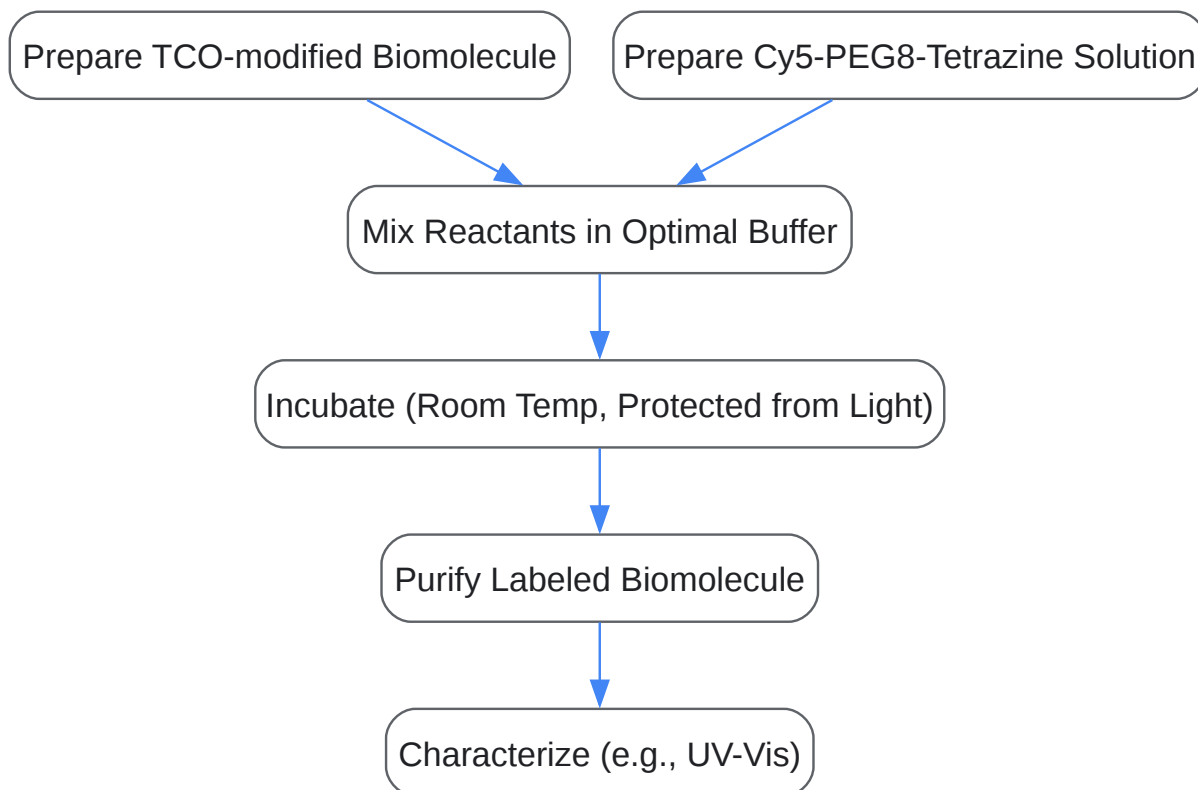 Prepare TCO-modified Biomolecule
Prepare Cy5-PEG8-Tetrazine Solution
Mix Reactants in Optimal Buffer
Incubate (Room Temp, Protected from Light)
Purify Labeled Biomolecule
Characterize (e.g., UV-Vis)